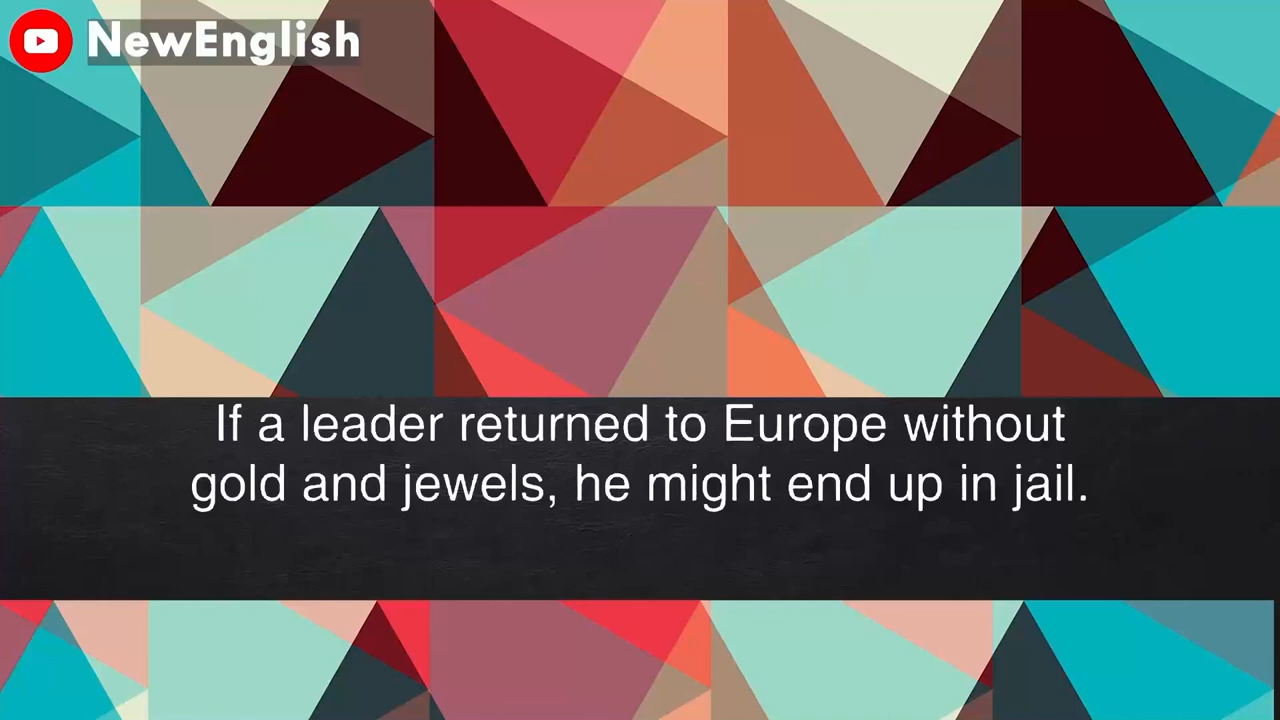 NewEnglish
If a leader returned to Europe without
gold and jewels, he might end up in jail.